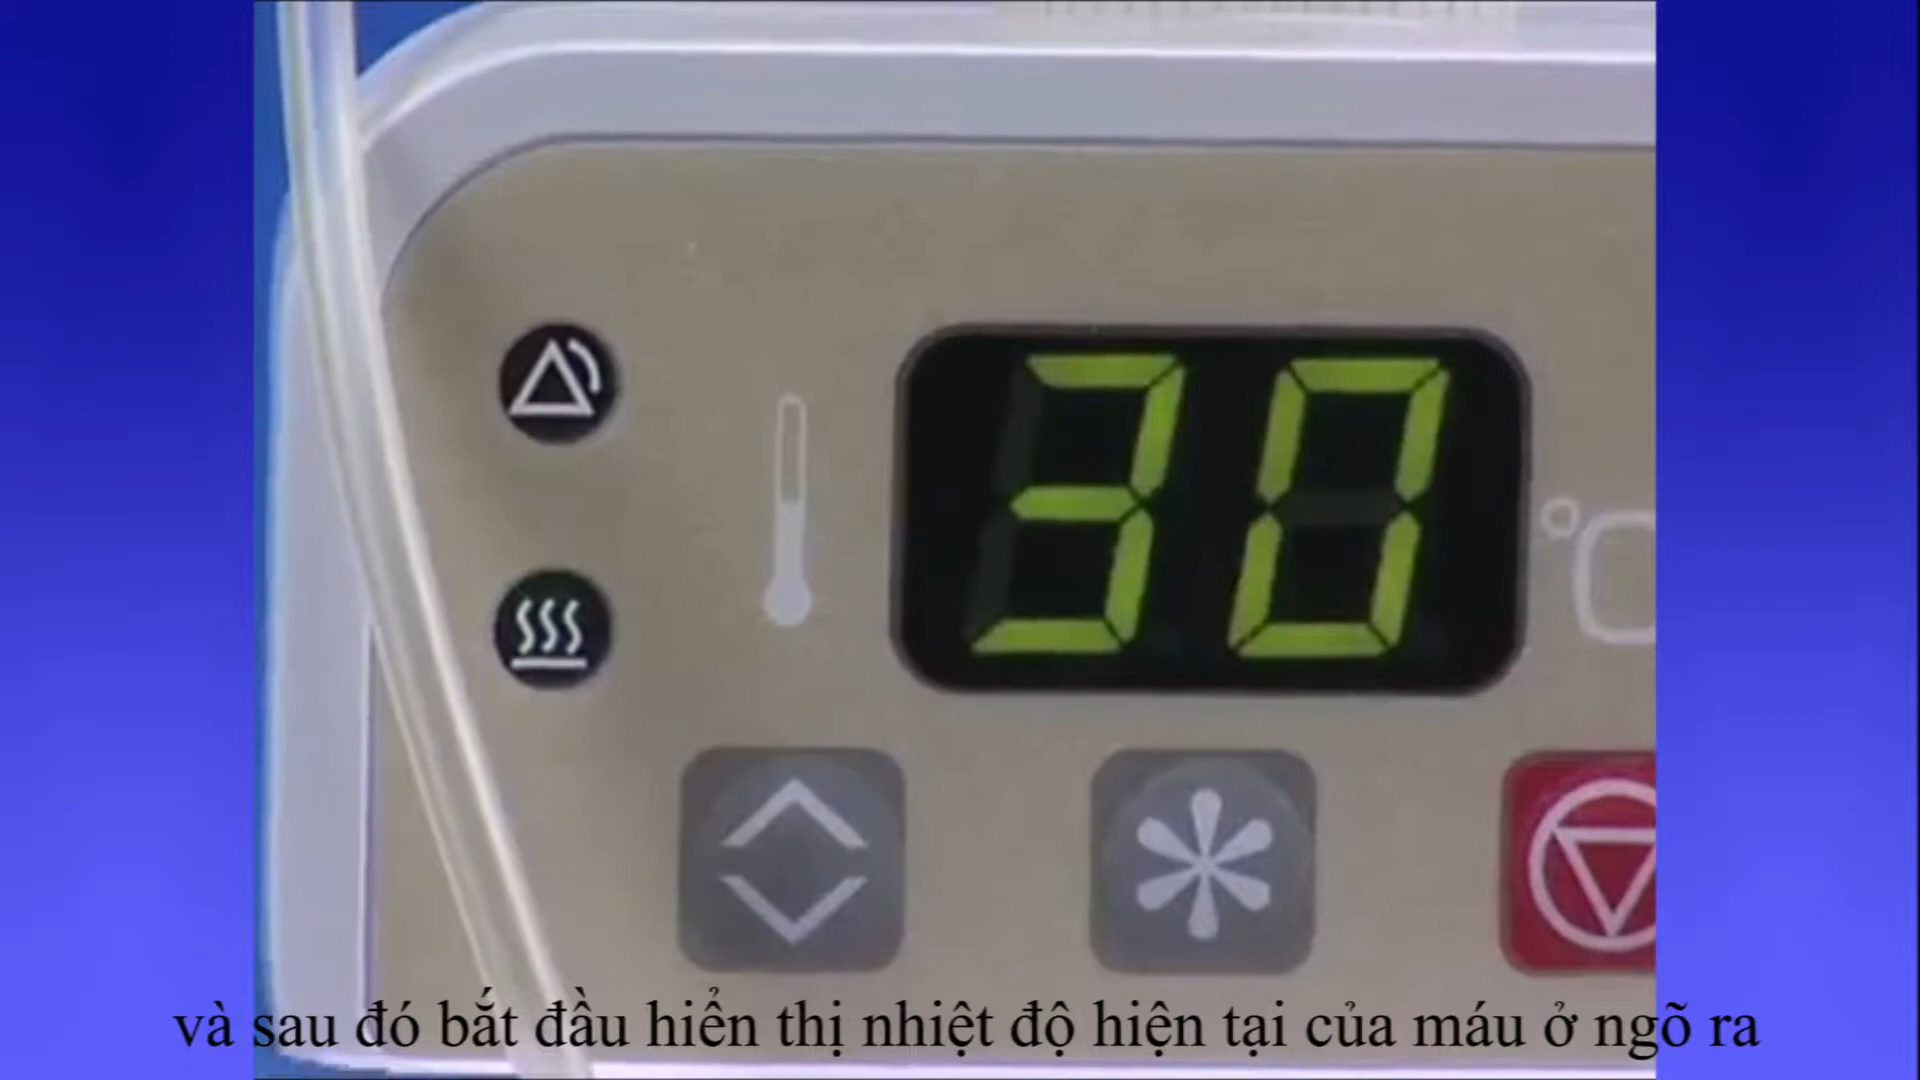 30
°C
và sau đó bắt đầu hiển thị nhiệt độ hiện tại của máu ở ngõ ra